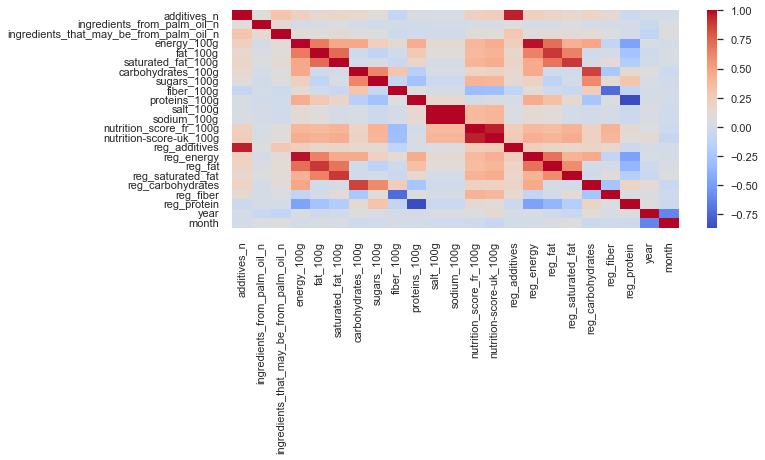 additives_n
ingredients_from_palm_oil_n
ingredients_that_may_be_from_palm_oil_n
energy_100g
fat_100g
saturated_fat_100g
carbohydrates_100g
sugars_100g
fiber_100g
proteins_100g
salt_100g
sodium_100g
nutrition_score_fr_100g
nutrition-score-uk_100g
reg_additives
reg_energy
reg_fat
reg_saturated_fat
reg_carbohydrates
reg_fiber
reg_protein
year
month
additives_n
ingredients_from_palm_oil_n
ingredients_that_may_be_from_palm_oil_n
energy_100g
fat_100g
saturated_fat_100g
carbohydrates_100g
sugars_100g
fiber_100g
proteins_100g
salt_100g
sodium_100g
nutrition_score_fr_100g
nutrition-score-uk_100g
reg_additives
reg_energy
reg_fat
reg_saturated_fat
reg_carbohydrates
reg_fiber
reg_protein
year
month
1.00
0.75
0.50
0.25
0.00
−0.25
−0.50
−0.75